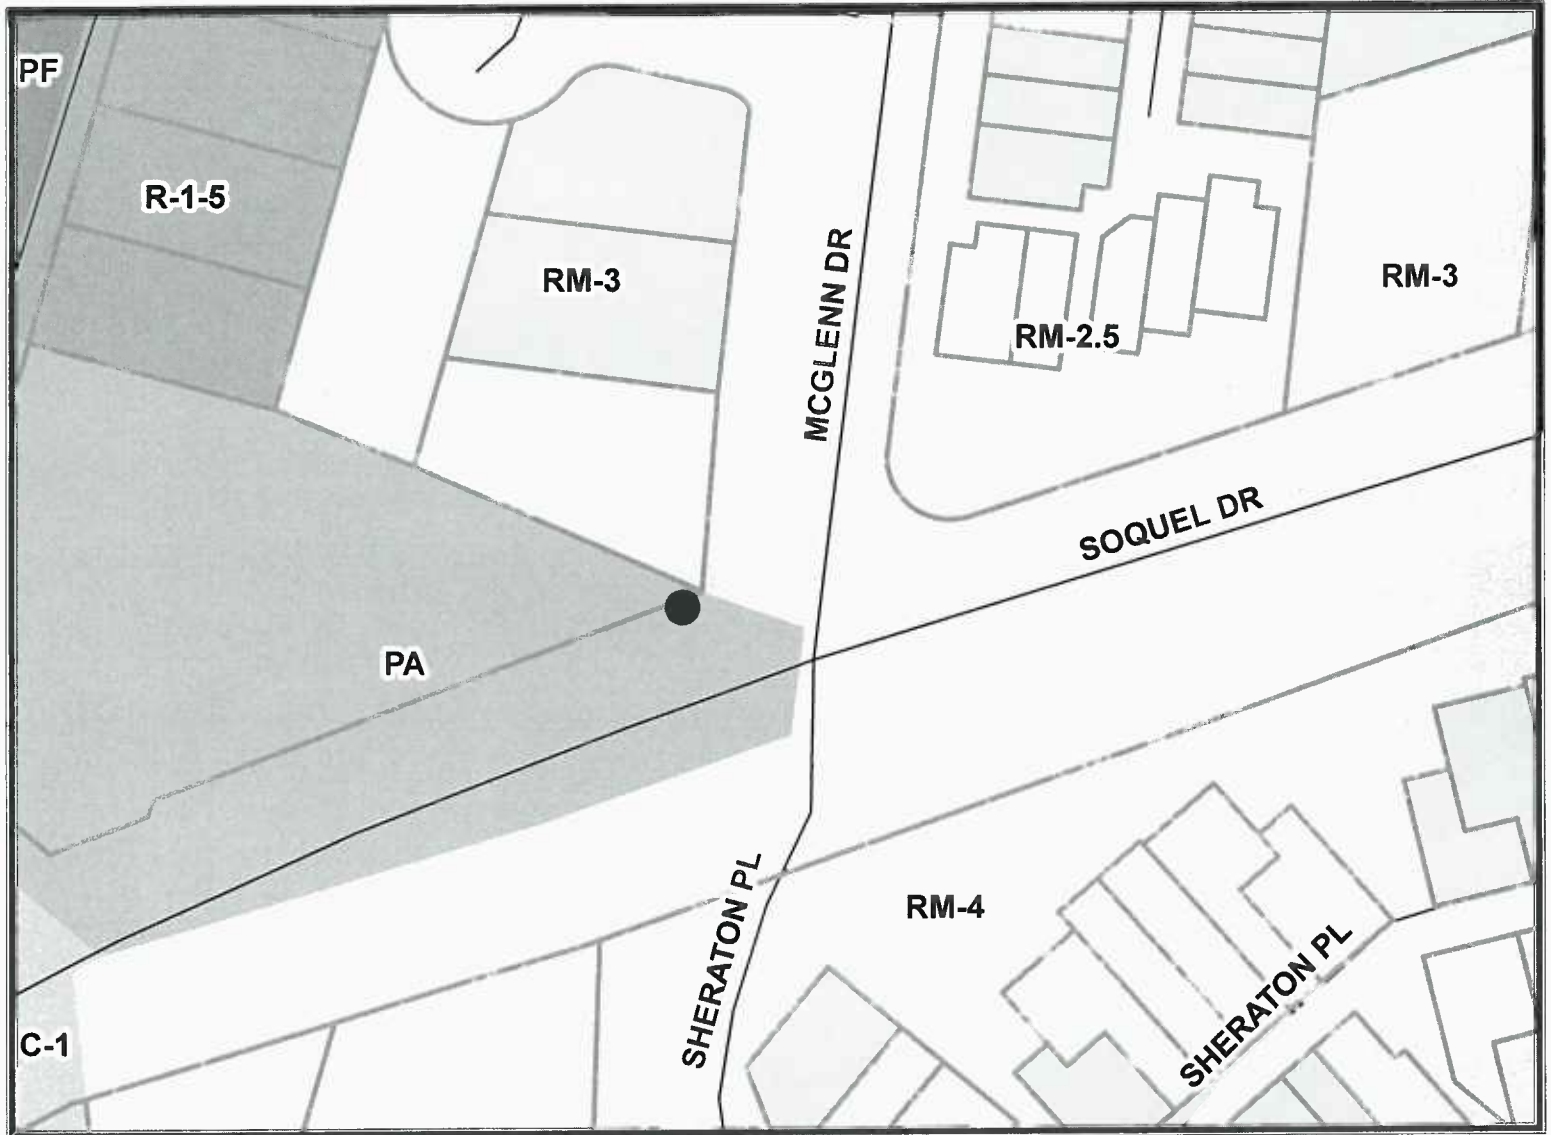 PF
R-1-5
RM-3
MCGLENN DR
RM-2.5
RM-3
SOQUEL DR
PA
RM-4
SHERATON PL
SHERATON PL
C-1